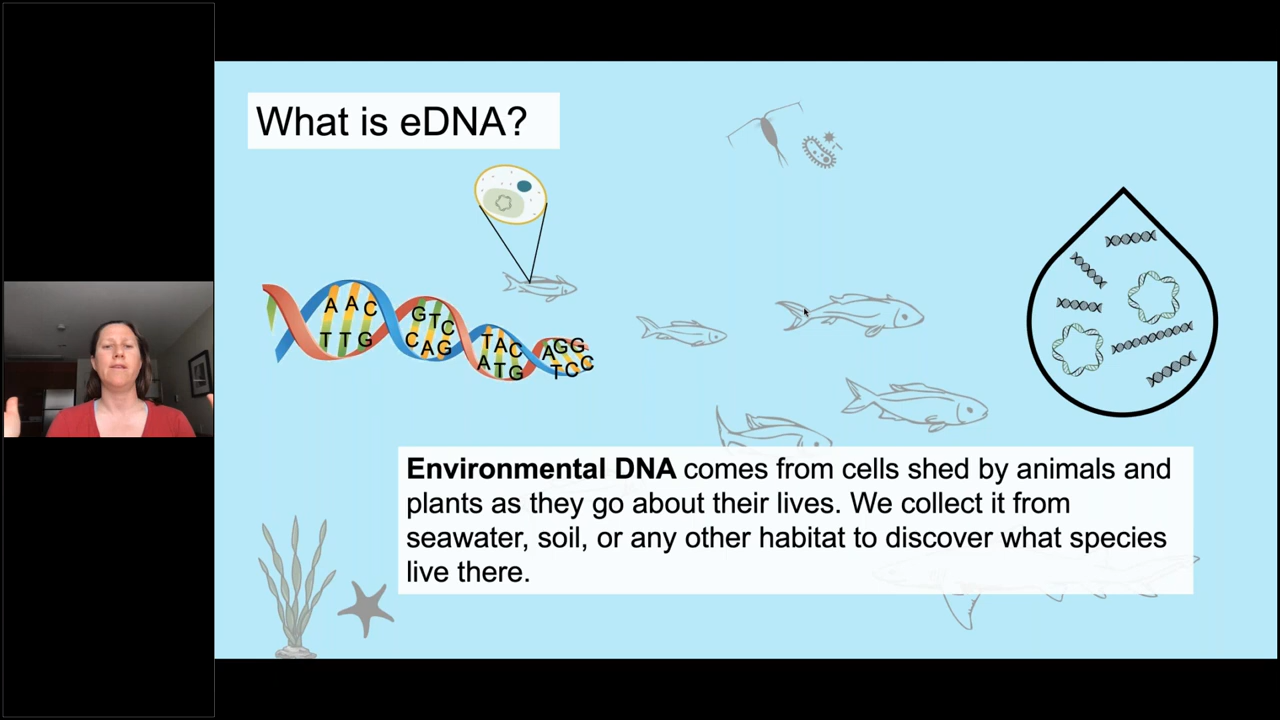 What is eDNA?
AAC
TTG
GTC
CAG
TAC
ATG
AGG
TCC
Environmental DNA comes from cells shed by animals and
plants as they go about their lives. We collect it from
seawater, soil, or any other habitat to discover what species
live there.